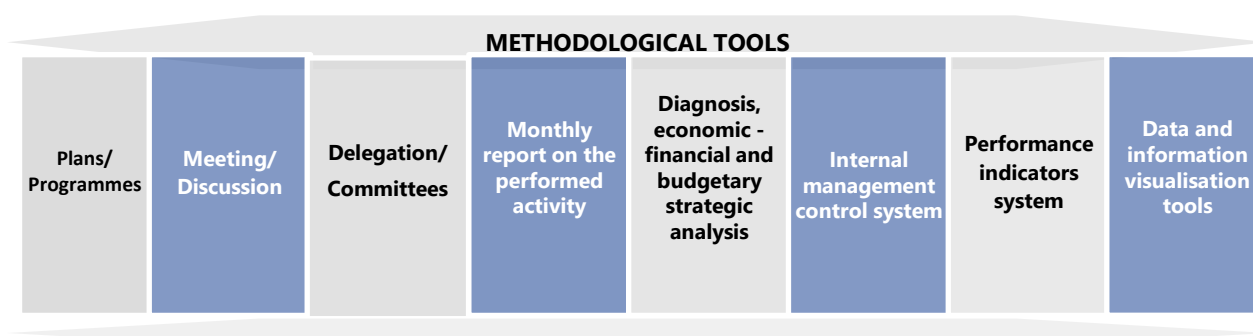 METHODOLOGICAL TOOLS
Plans/
Programmes
Meeting/
Discussion
Delegation/
Committees
Monthly
report on the
performed
activity
Diagnosis,
economic -
financial and
budgetary
strategic
analysis
Internal
management
control system
Performance
indicators
system
Data and
information
visualisation
tools